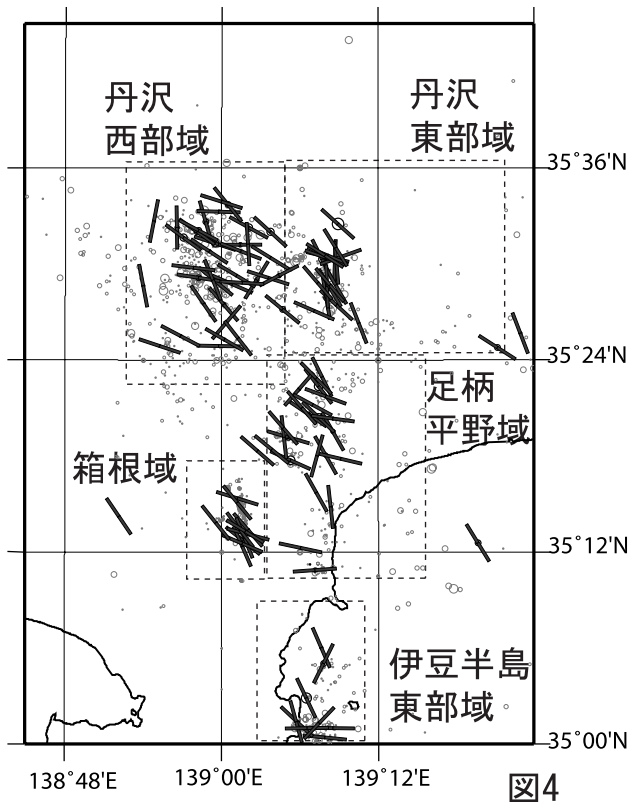 丹沢
西部域
丹沢
東部域
35°36'N
35°24'N
足柄
平野域
箱根域
35°12'N
伊豆半島
東部域
35°00'N
138°48'E
139°00'E
139°12'E
図4